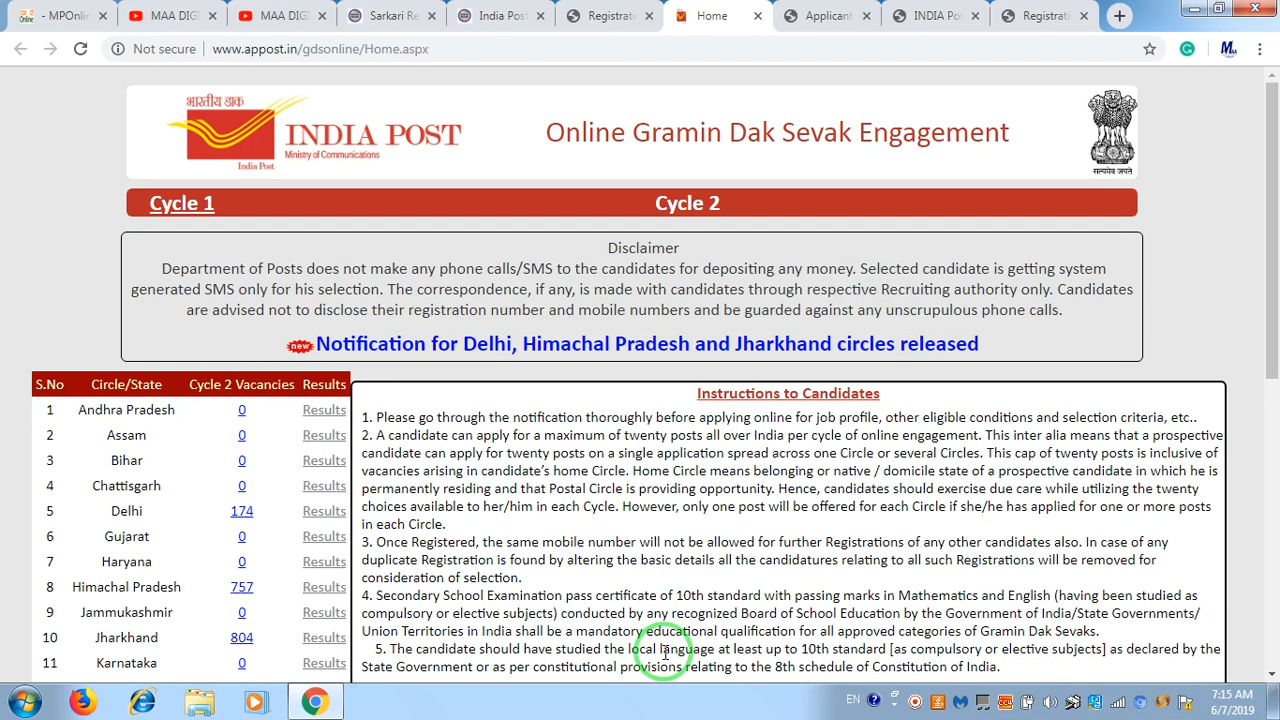 - MPOnlin
MAA DIGI
MAA DIGI
Sarkari Re
India Post
Registrati
Home
Applicant
INDIA Pos
Registrati
Not secure
www.appost.in/gdsonline/Home.aspx
भारतीय डाक
INDIA POST
Ministry of Communications
India Post
Online Gramin Dak Sevak Engagement
सत्यमेव जयते
Cycle 1 Cycle 2
Disclaimer
Department of Posts does not make any phone calls/SMS to the candidates for depositing any money. Selected candidate is getting system
generated SMS only for his selection. The correspondence, if any, is made with candidates through respective Recruiting authority only. Candidates
are advised not to disclose their registration number and mobile numbers and be guarded against any unscrupulous phone calls.
new Notification for Delhi, Himachal Pradesh and Jharkhand circles released
S.No Circle/State Cycle 2 Vacancies Results
1 Andhra Pradesh 0 Results
2 Assam 0 Results
3 Bihar 0 Results
4 Chattisgarh 0 Results
5 Delhi 174 Results
6 Gujarat 0 Results
7 Haryana 0 Results
8 Himachal Pradesh 757 Results
9 Jammukashmir 0 Results
10 Jharkhand 804 Results
11 Karnataka 0 Results
Instructions to Candidates
1. Please go through the notification thoroughly before applying online for job profile, other eligible conditions and selection criteria, etc..
2. A candidate can apply for a maximum of twenty posts all over India per cycle of online engagement. This inter alia means that a prospective
candidate can apply for twenty posts on a single application spread across one Circle or several Circles. This cap of twenty posts is inclusive of
vacancies arising in candidate’s home Circle. Home Circle means belonging or native / domicile state of a prospective candidate in which he is
permanently residing and that Postal Circle is providing opportunity. Hence, candidates should exercise due care while utilizing the twenty
choices available to her/him in each Cycle. However, only one post will be offered for each Circle if she/he has applied for one or more posts
in each Circle.
3. Once Registered, the same mobile number will not be allowed for further Registrations of any other candidates also. In case of any
duplicate Registration is found by altering the basic details all the candidatures relating to all such Registrations will be removed for
consideration of selection.
4. Secondary School Examination pass certificate of 10th standard with passing marks in Mathematics and English (having been studied as
compulsory or elective subjects) conducted by any recognized Board of School Education by the Government of India/State Governments/
Union Territories in India shall be a mandatory educational qualification for all approved categories of Gramin Dak Sevaks.
5. The candidate should have studied the local language at least up to 10th standard [as compulsory or elective subjects] as declared by the
State Government or as per constitutional provisions relating to the 8th schedule of Constitution of India.
EN
7:15 AM
6/7/2019